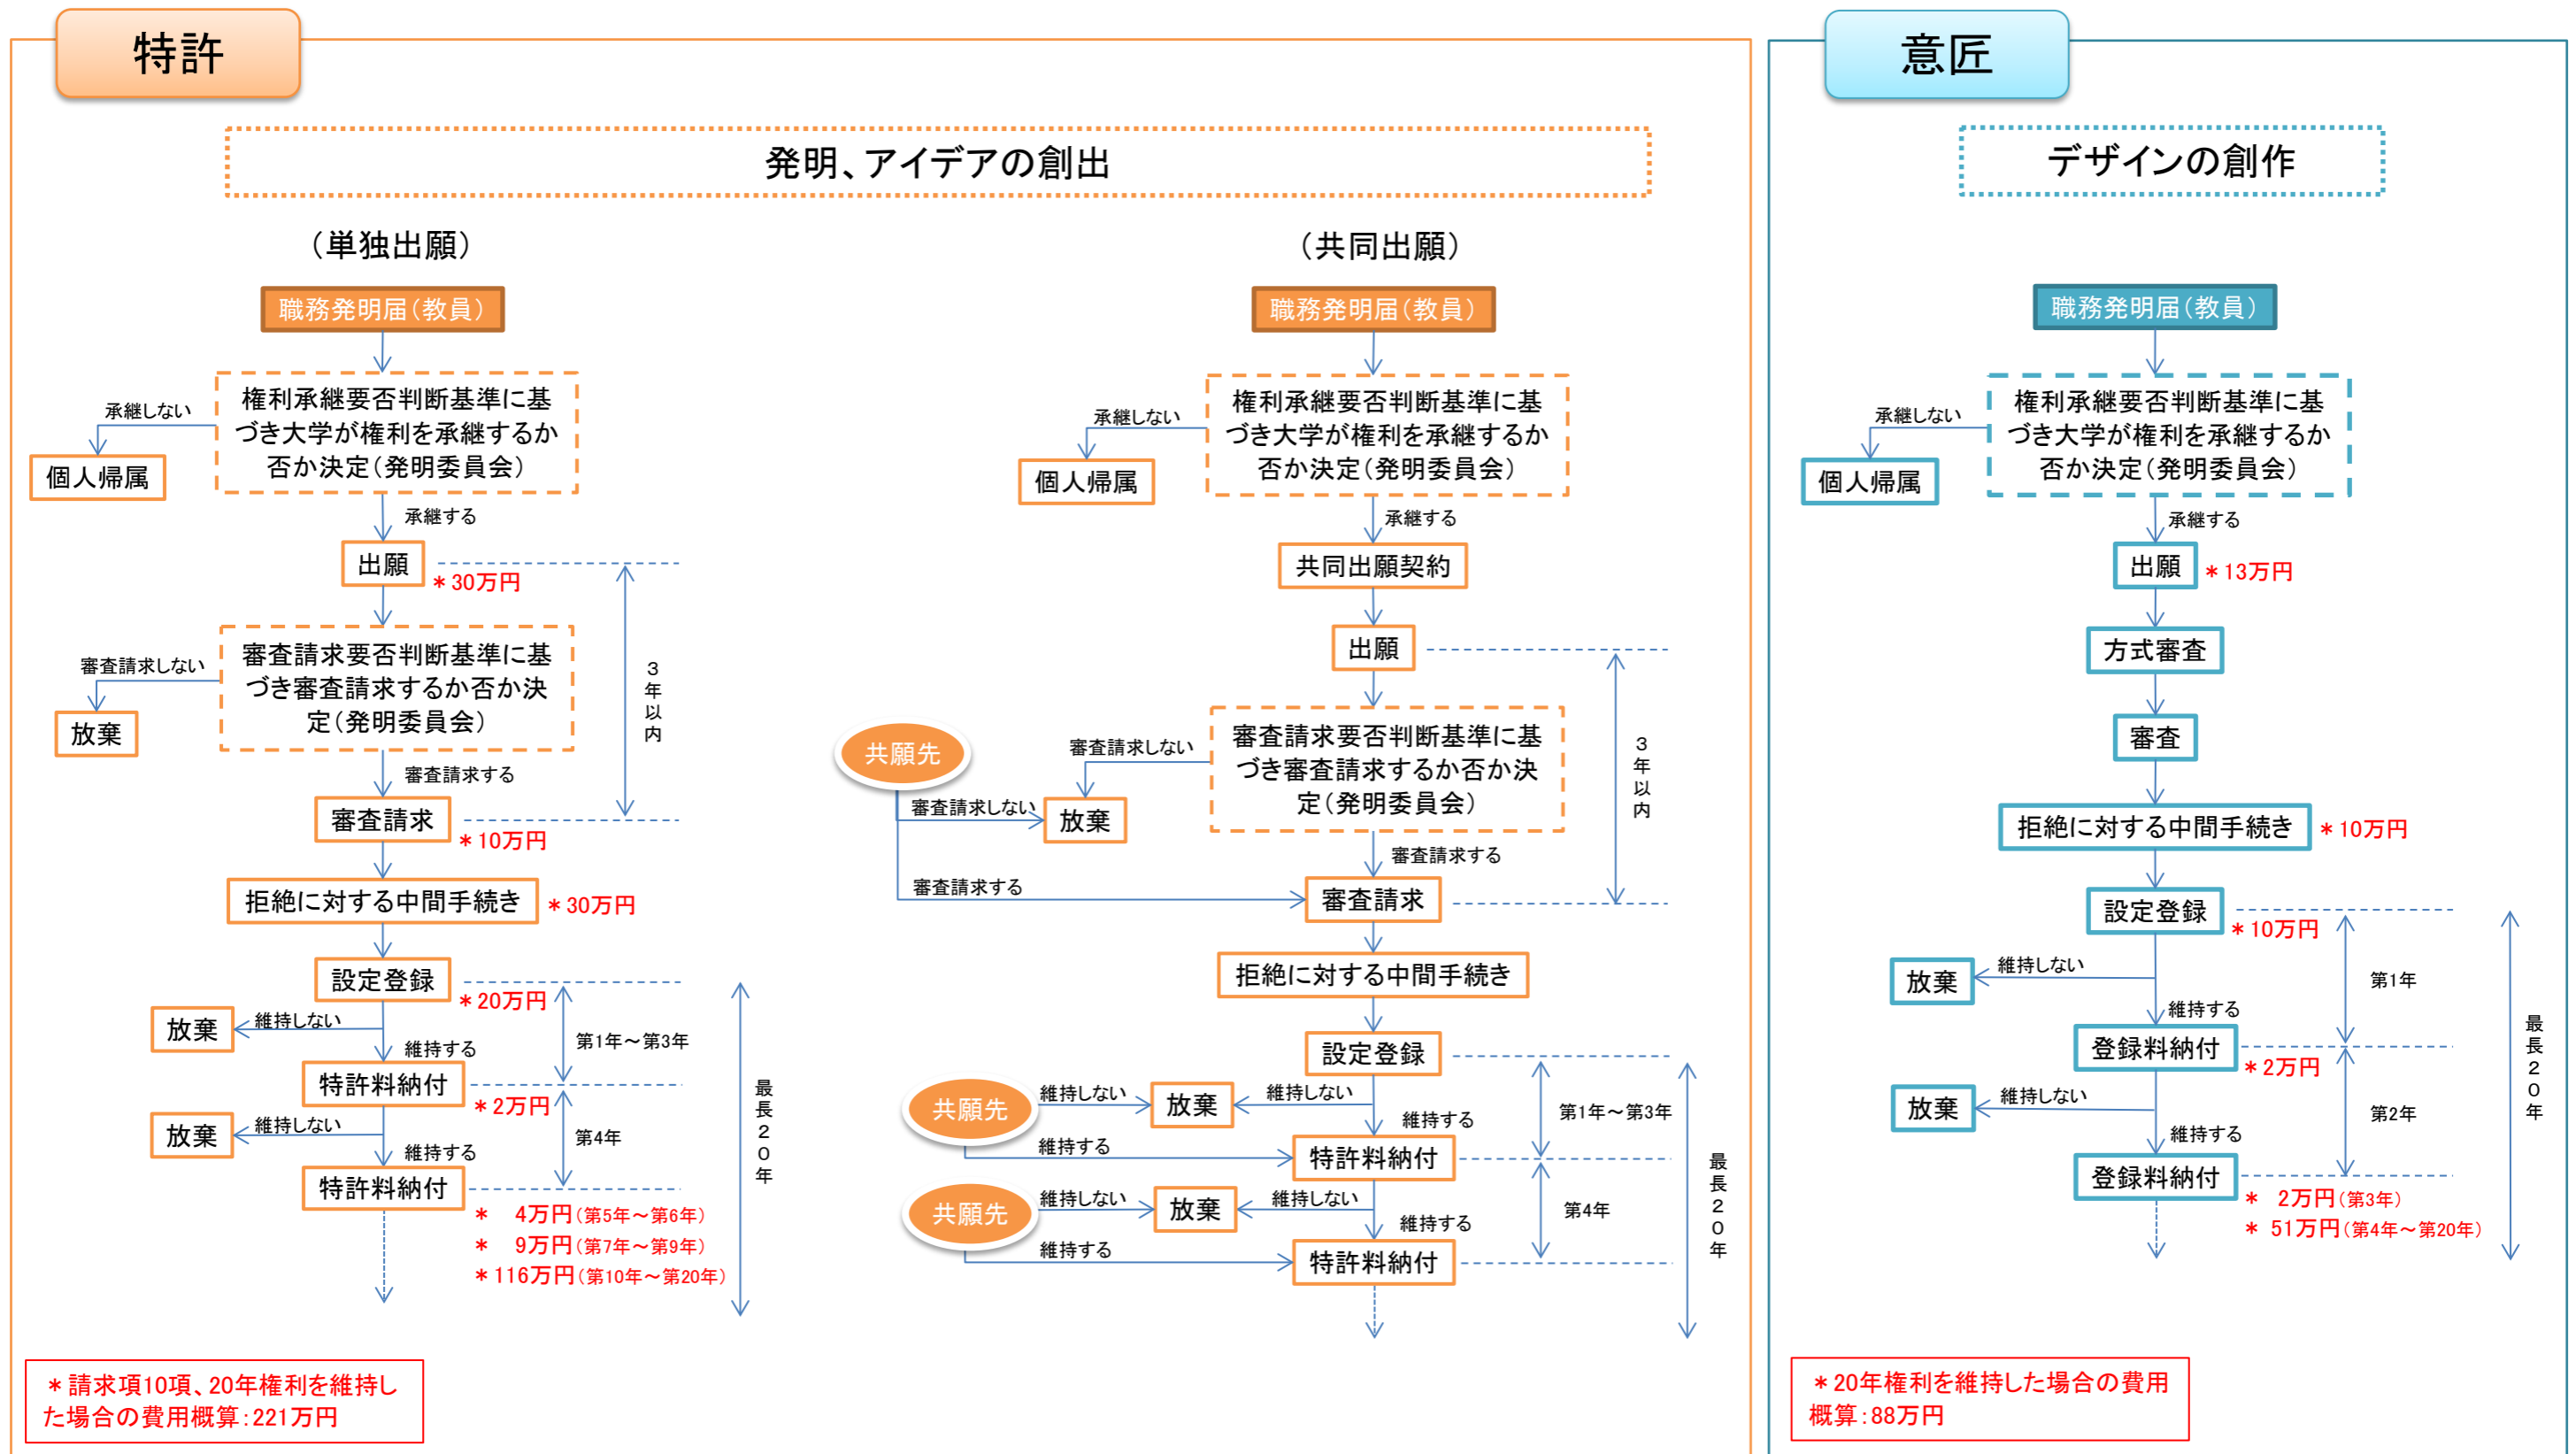 特許
発明、アイデアの創出
（単独出願）
職務発明届（教員）
権利承継要否判断基準に基
づき大学が権利を承継するか
否か決定（発明委員会）
承継しない
個人帰属
承継する
出願
＊30万円
審査請求要否判断基準に基
づき審査請求するか否か決
定（発明委員会）
審査請求しない
放棄
審査請求する
3年以内
審査請求
＊10万円
拒絶に対する中間手続き
＊30万円
設定登録
＊20万円
維持しない
放棄
維持する
第1年～第3年
特許料納付
＊2万円
維持しない
放棄
維持する
第4年
特許料納付
＊ 4万円（第5年～第6年）
＊ 9万円（第7年～第9年）
＊116万円（第10年～第20年）
最長20年
＊請求項10項、20年権利を維持し
た場合の費用概算：221万円
（共同出願）
職務発明届（教員）
権利承継要否判断基準に基
づき大学が権利を承継するか
否か決定（発明委員会）
承継しない
個人帰属
承継する
共同出願契約
出願
審査請求要否判断基準に基
づき審査請求するか否か決
定（発明委員会）
共願先
審査請求しない
審査請求しない
放棄
審査請求する
審査請求する
3年以内
審査請求
拒絶に対する中間手続き
設定登録
共願先
維持しない
放棄
維持しない
維持する
維持する
第1年～第3年
特許料納付
共願先
維持しない
放棄
維持しない
維持する
維持する
第4年
特許料納付
最長20年
意匠
デザインの創作
職務発明届（教員）
権利承継要否判断基準に基
づき大学が権利を承継するか
否か決定（発明委員会）
承継しない
個人帰属
承継する
出願
＊13万円
方式審査
審査
拒絶に対する中間手続き
＊10万円
設定登録
＊10万円
維持しない
放棄
維持する
第1年
登録料納付
＊2万円
維持しない
放棄
維持する
第2年
登録料納付
＊ 2万円（第3年）
＊ 51万円（第4年～第20年）
最長20年
＊20年権利を維持した場合の費用
概算：88万円